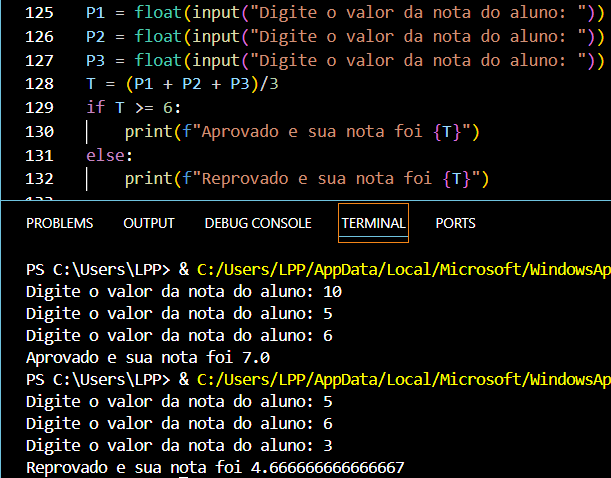 125 P1 = float(input("Digite o valor da nota do aluno: "))
126 P2 = float(input("Digite o valor da nota do aluno: "))
127 P3 = float(input("Digite o valor da nota do aluno: "))
128 T = (P1 + P2 + P3)/3
129 if T >= 6:
130     print(f"Aprovado e sua nota foi {T}")
131 else:
132     print(f"Reprovado e sua nota foi {T}")
PROBLEMS OUTPUT DEBUG CONSOLE TERMINAL PORTS
PS C:\Users\LPP> & C:/Users/LPP/AppData/Local/Microsoft/WindowsAp
Digite o valor da nota do aluno: 10
Digite o valor da nota do aluno: 5
Digite o valor da nota do aluno: 6
Aprovado e sua nota foi 7.0
PS C:\Users\LPP> & C:/Users/LPP/AppData/Local/Microsoft/WindowsAp
Digite o valor da nota do aluno: 5
Digite o valor da nota do aluno: 6
Digite o valor da nota do aluno: 3
Reprovado e sua nota foi 4.666666666666667